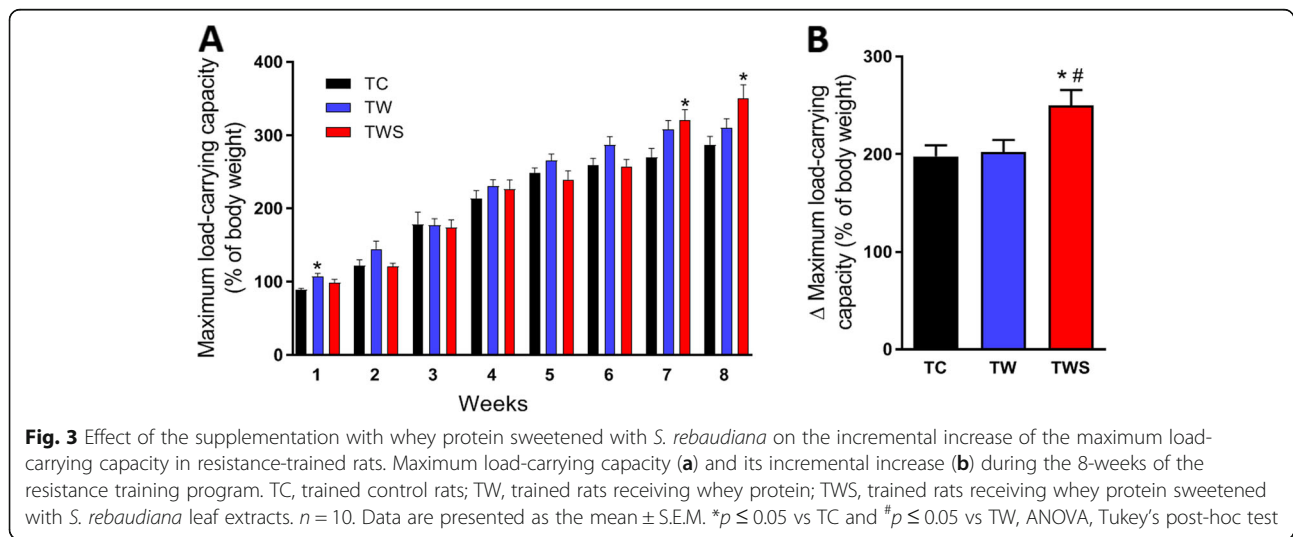 A
Maximum load-carrying capacity
(% of body weight)
400
300
200
100
0
TC
TW
TWS
*
*
*
1 2 3 4 5 6 7 8
Weeks
B
Δ Maximum load-carrying
capacity (% of body weight)
300
200
100
0
* #
TC TW TWS
Fig. 3 Effect of the supplementation with whey protein sweetened with S. rebaudiana on the incremental increase of the maximum load-
carrying capacity in resistance-trained rats. Maximum load-carrying capacity (a) and its incremental increase (b) during the 8-weeks of the
resistance training program. TC, trained control rats; TW, trained rats receiving whey protein; TWS, trained rats receiving whey protein sweetened
with S. rebaudiana leaf extracts. n = 10. Data are presented as the mean ± S.E.M. *p ≤ 0.05 vs TC and #p ≤ 0.05 vs TW, ANOVA, Tukey's post-hoc test